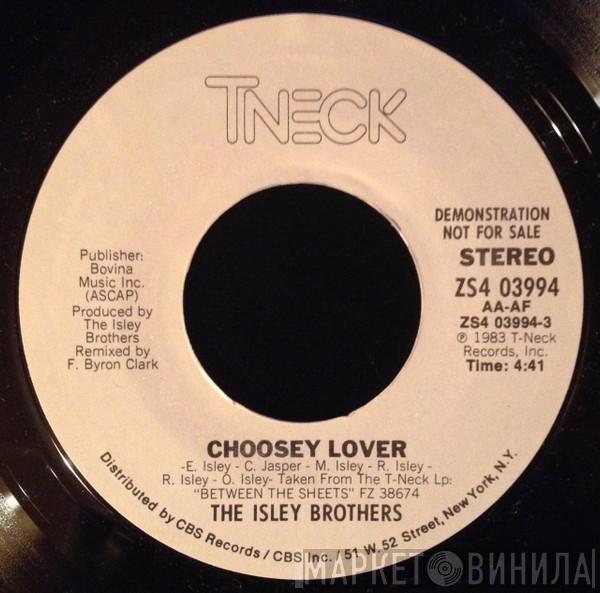 TNECK
DEMONSTRATION
NOT FOR SALE
STEREO
ZS4 03994
AA-AF
ZS4 03994-3
℗ 1983 T-Neck
Records, Inc.
Time: 4:41
Publisher:
Bovina
Music Inc.
(ASCAP)
Produced by
The Isley
Brothers
Remixed by
F. Byron Clark
CHOOSEY LOVER
-E. Isley - C. Jasper - M. Isley - R. Isley -
R. Isley - O. Isley- Taken From The T-Neck Lp:
"BETWEEN THE SHEETS" FZ 38674
THE ISLEY BROTHERS
Distributed by CBS Records / CBS Inc. / 51 W. 52 Street, New York, N.Y.
МАРКЕТ ВИНИЛА